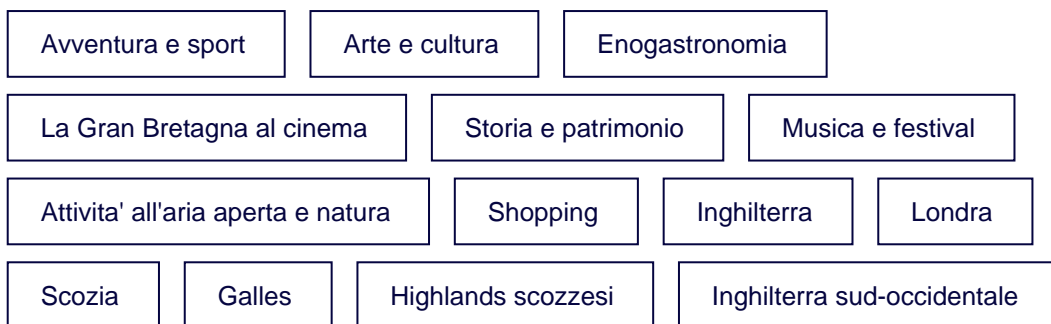 Avventura e sport Arte e cultura Enogastronomia
La Gran Bretagna al cinema Storia e patrimonio Musica e festival
Attivita' all'aria aperta e natura Shopping Inghilterra Londra
Scozia Galles Highlands scozzesi Inghilterra sud-occidentale